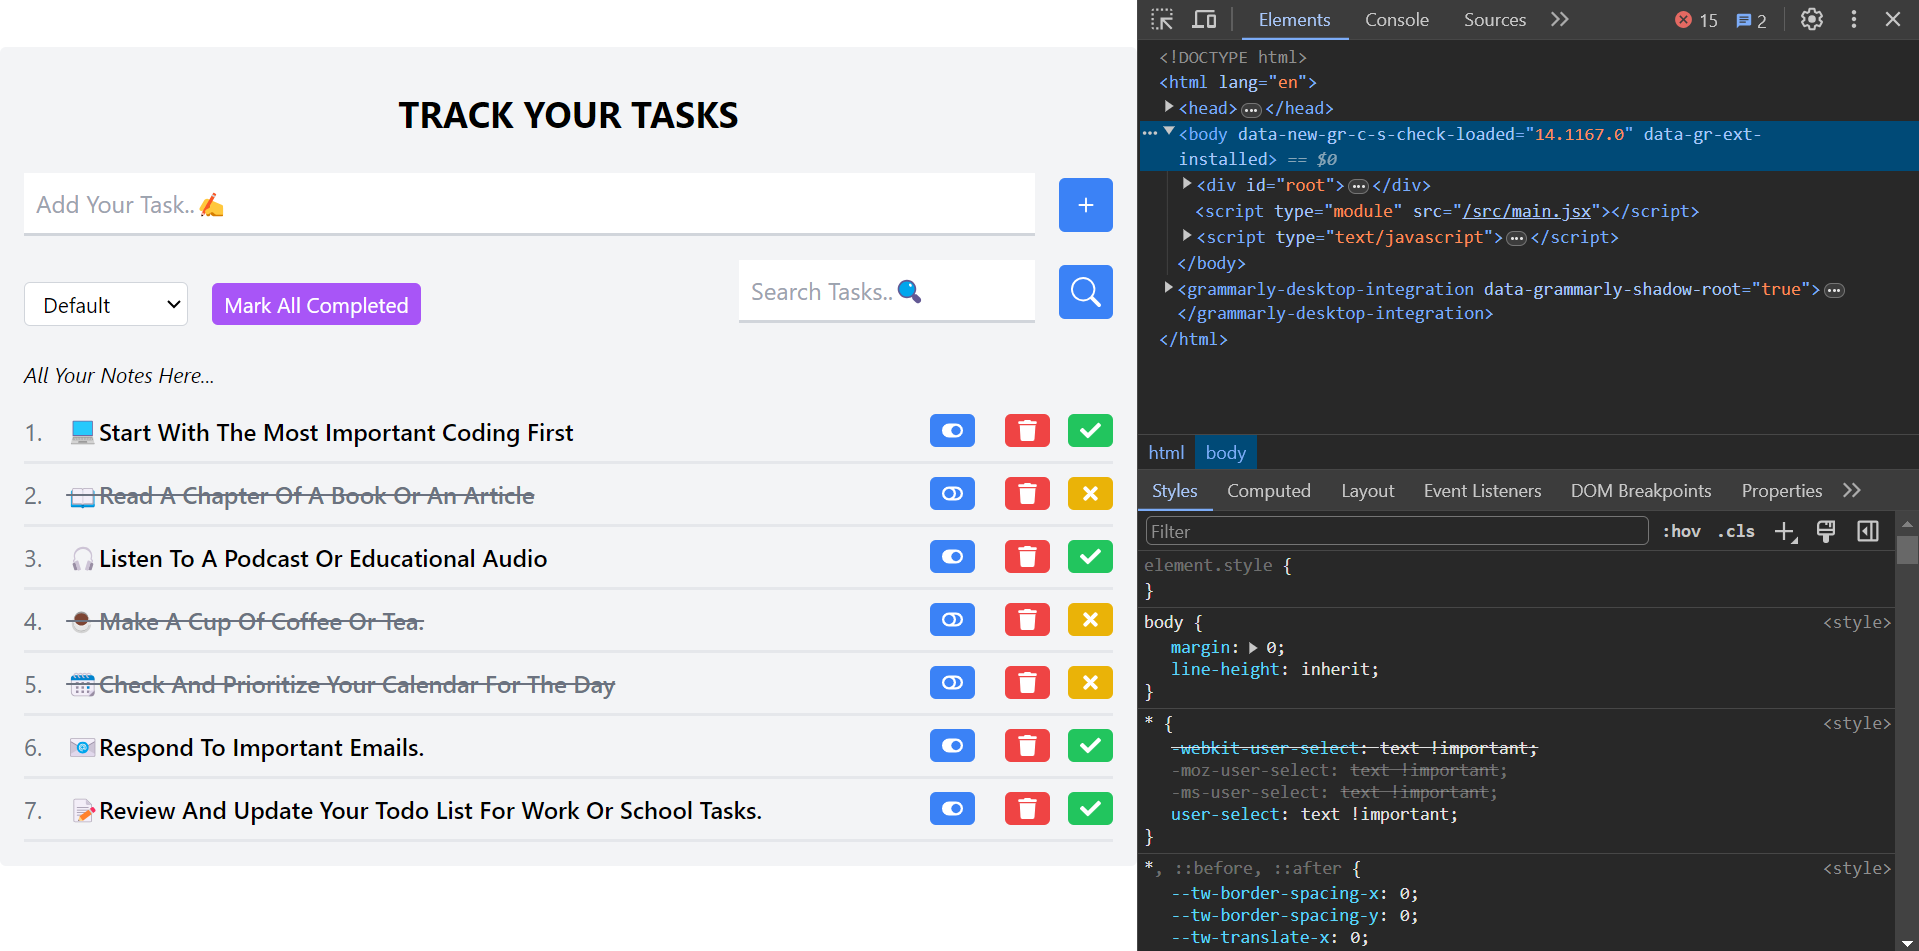 TRACK YOUR TASKS
Add Your Task..✍️
+
Default
Mark All Completed
Search Tasks..🔍
All Your Notes Here...
1. 💻Start With The Most Important Coding First
2. 📖Read A Chapter Of A Book Or An Article
3. 🎧Listen To A Podcast Or Educational Audio
4. ☕Make A Cup Of Coffee Or Tea.
5. 📅Check And Prioritize Your Calendar For The Day
6. 📧Respond To Important Emails.
7. 📝Review And Update Your Todo List For Work Or School Tasks.
Elements Console Sources 15 2
<!DOCTYPE html>
<html lang="en">
<head>…</head>
<body data-new-gr-c-s-check-loaded="14.1167.0" data-gr-ext-
installed> == $0
<div id="root">…</div>
<script type="module" src="/src/main.jsx"></script>
<script type="text/javascript">…</script>
</body>
<grammarly-desktop-integration data-grammarly-shadow-root="true">…
</grammarly-desktop-integration>
</html>
html body
Styles Computed Layout Event Listeners DOM Breakpoints Properties
Filter :hov .cls
element.style {
}
body { <style>
margin: 0;
line-height: inherit;
}
* { <style>
-webkit-user-select: text !important;
-moz-user-select: text !important;
-ms-user-select: text !important;
user-select: text !important;
}
*, ::before, ::after { <style>
--tw-border-spacing-x: 0;
--tw-border-spacing-y: 0;
--tw-translate-x: 0;